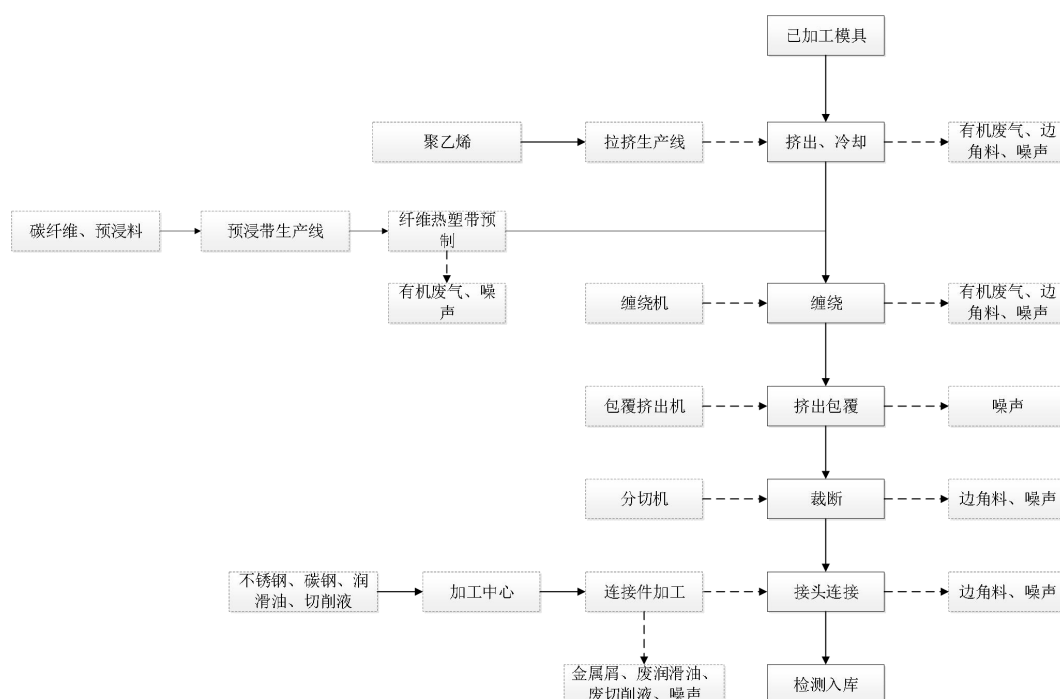 已加工模具
聚乙烯
拉挤生产线
挤出、冷却
有机废气、边
角料、噪声
碳纤维、预浸料
预浸带生产线
纤维热塑带预
制
有机废气、噪
声
缠绕机
缠绕
有机废气、边
角料、噪声
包覆挤出机
挤出包覆
噪声
分切机
裁断
边角料、噪声
不锈钢、碳钢、润
滑油、切削液
加工中心
连接件加工
接头连接
边角料、噪声
金属屑、废润滑油、
废切削液、噪声
检测入库